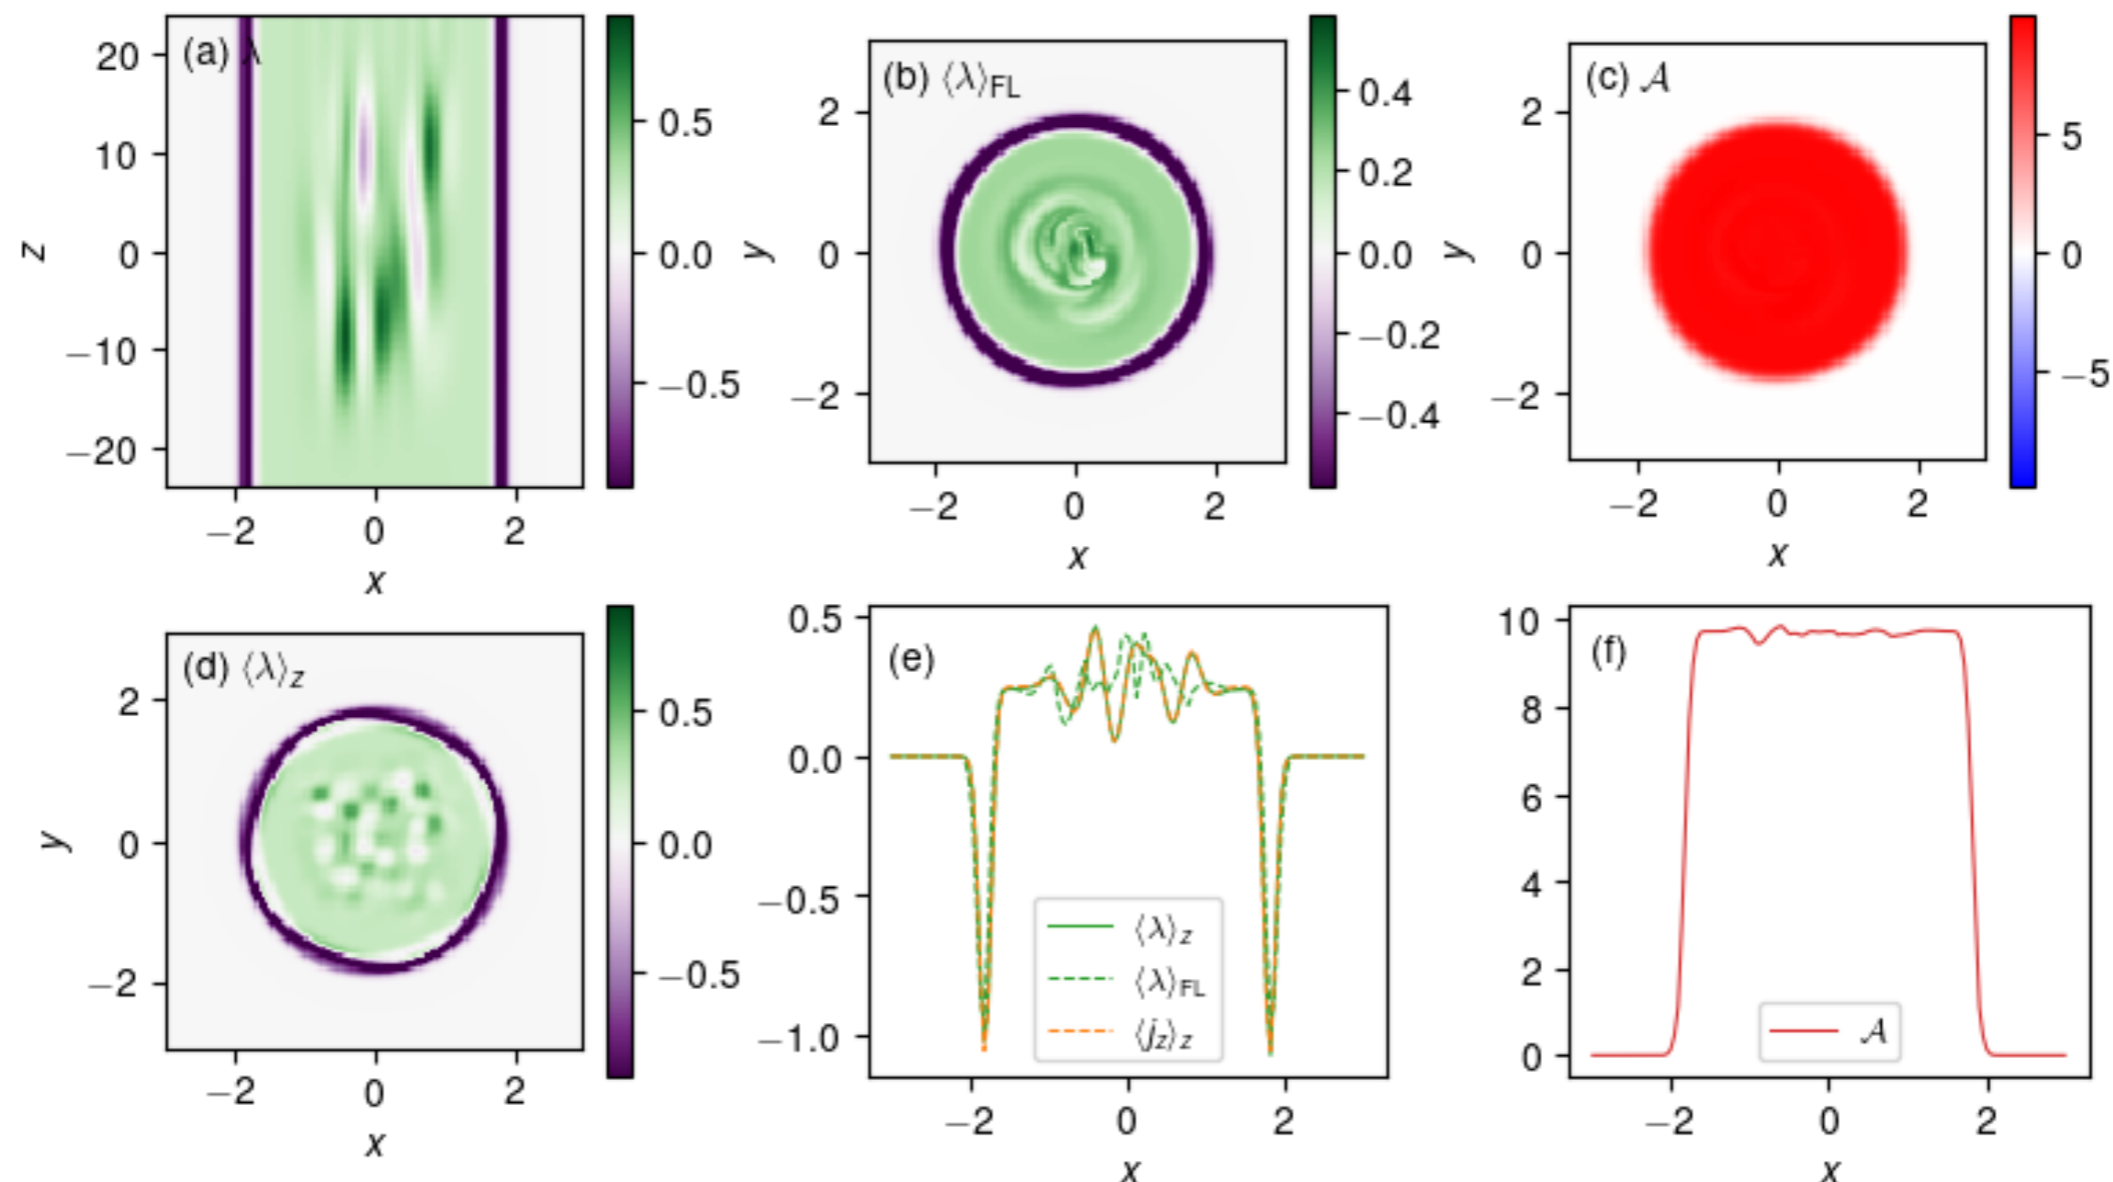 (a) λ
z
20
10
0
−10
−20
−2 0 2
x
0.5
0.0
−0.5
(b) ⟨λ⟩FL
y
2
0
−2
−2 0 2
x
0.4
0.2
0.0
−0.2
−0.4
(c) 𝒜
y
2
0
−2
−2 0 2
x
5
0
−5
(d) ⟨λ⟩z
y
2
0
−2
−2 0 2
x
0.5
0.0
−0.5
(e)
0.5
0.0
−0.5
−1.0
⟨λ⟩z
⟨λ⟩FL
⟨jz⟩z
−2 0 2
x
(f)
10
8
6
4
2
0
𝒜
−2 0 2
x